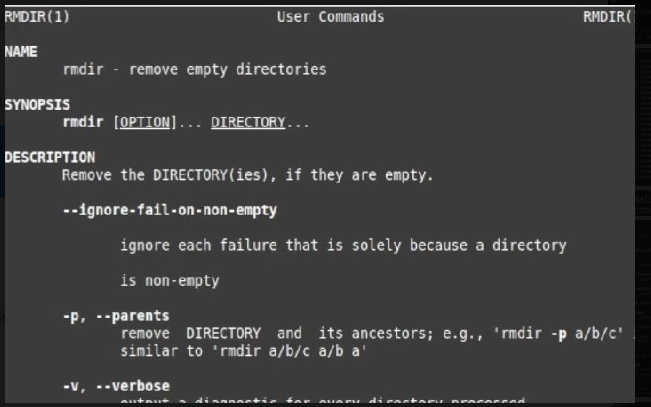 RMDIR(1) User Commands RMDIR(
NAME
rmdir - remove empty directories
SYNOPSIS
rmdir [OPTION]... DIRECTORY...
DESCRIPTION
Remove the DIRECTORY(ies), if they are empty.
--ignore-fail-on-non-empty
ignore each failure that is solely because a directory
is non-empty
-p, --parents
remove DIRECTORY and its ancestors; e.g., 'rmdir -p a/b/c'
similar to 'rmdir a/b/c a/b a'
-v, --verbose
output a diagnostic for every directory processed